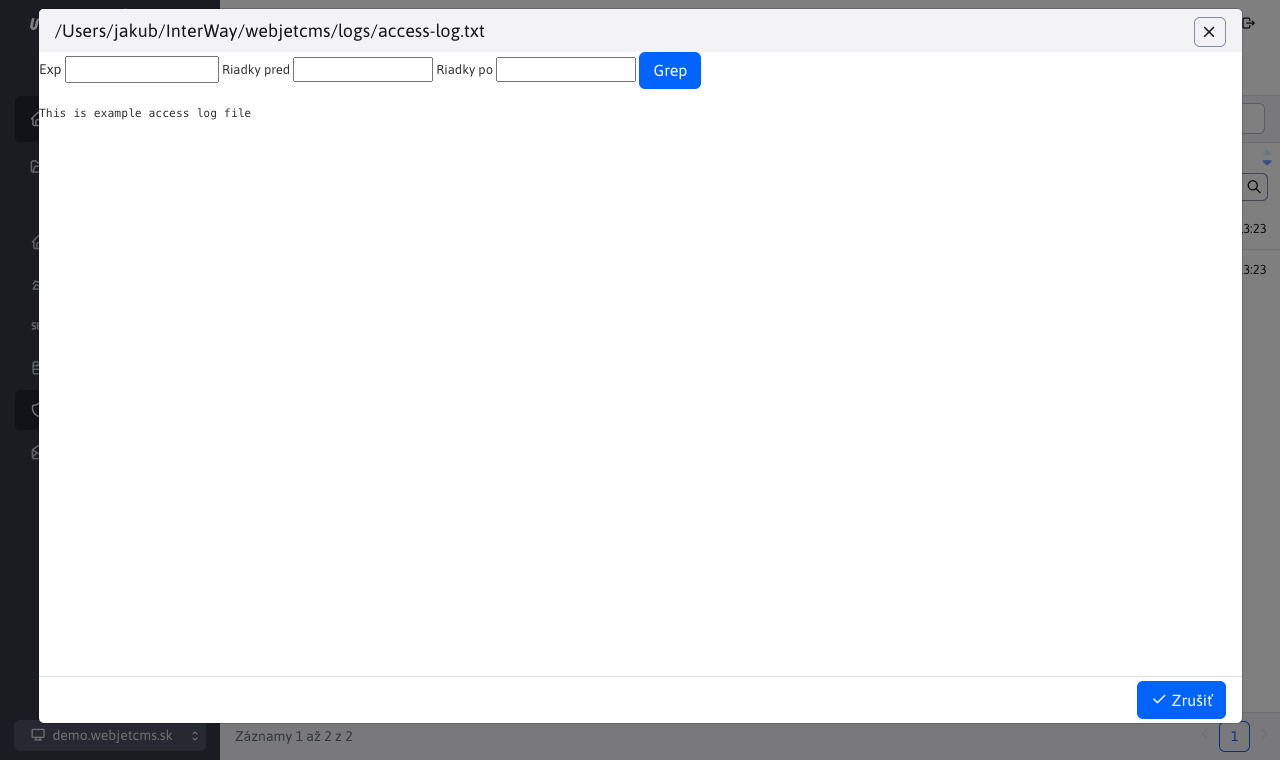 /Users/jakub/InterWay/webjetcms/logs/access-log.txt
Exp Riadky pred Riadky po Grep
This is example access log file
3:23
3:23
Zrušiť
demo.webjetcms.sk
Záznamy 1 až 2 z 2
1